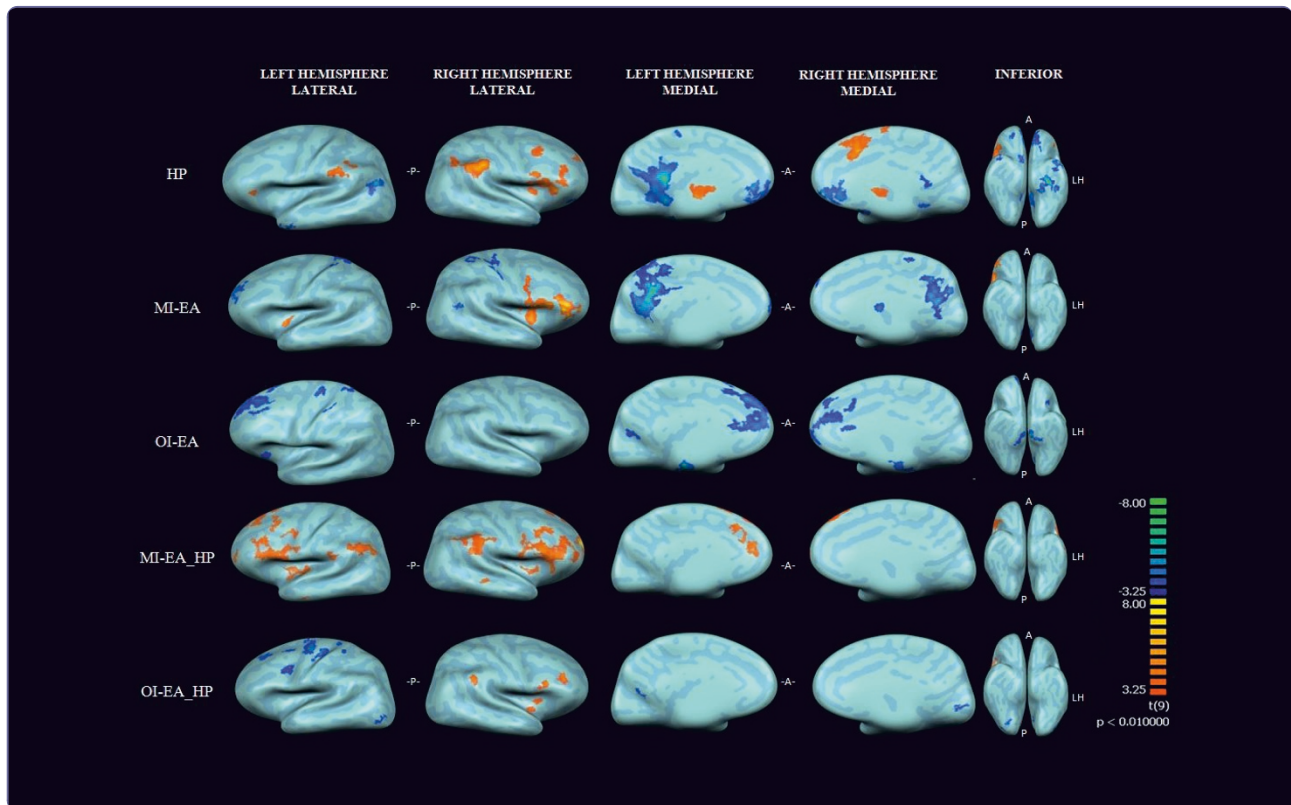 LEFT HEMISPHERE
LATERAL
RIGHT HEMISPHERE
LATERAL
LEFT HEMISPHERE
MEDIAL
RIGHT HEMISPHERE
MEDIAL
INFERIOR
A
HP
-P-
-A-
LH
P
A
MI-EA
-P-
-A-
LH
P
A
OI-EA
-P-
-A-
LH
P
A
MI-EA_HP
-P-
-A-
LH
P
A
OI-EA_HP
-P-
-A-
LH
P
-8.00
-3.25
8.00
3.25
t(9)
p < 0.010000